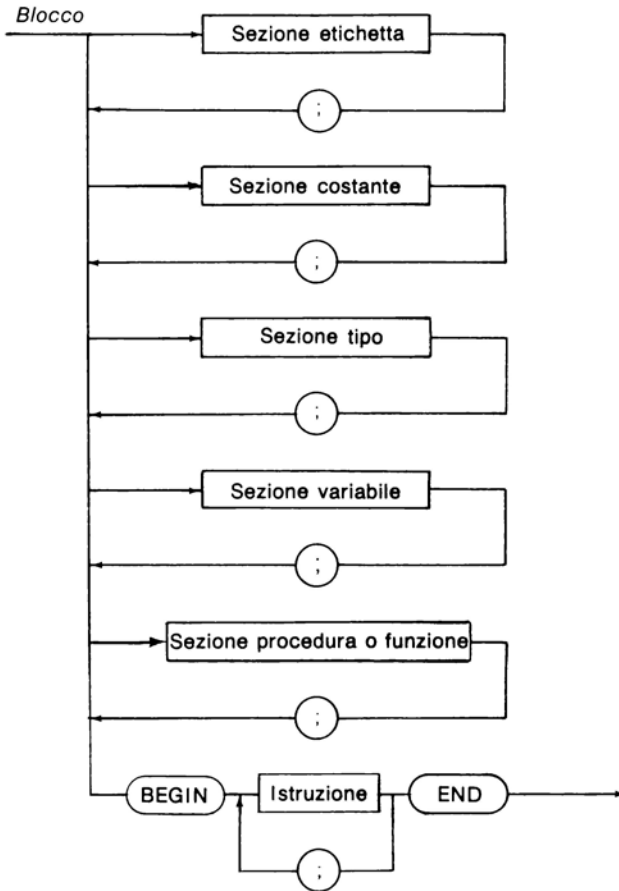 Blocco
Sezione etichetta
;
Sezione costante
;
Sezione tipo
;
Sezione variabile
;
Sezione procedura o funzione
;
BEGIN Istruzione END
;